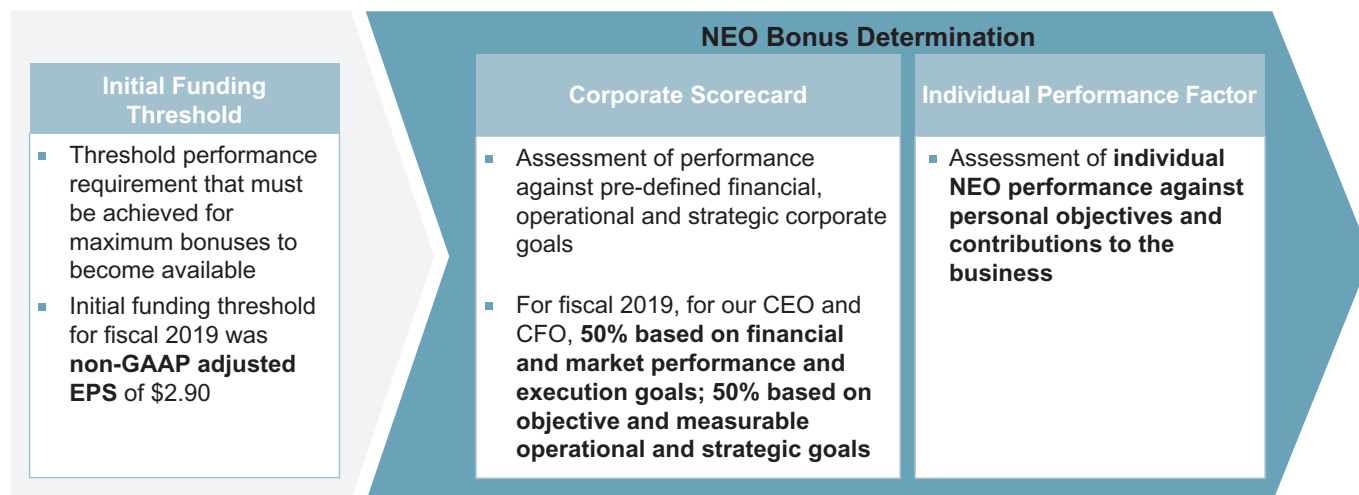 NEO Bonus Determination
Initial Funding
Threshold
▪ Threshold performance
requirement that must
be achieved for
maximum bonuses to
become available
▪ Initial funding threshold
for fiscal 2019 was
non-GAAP adjusted
EPS of $2.90
Corporate Scorecard
▪ Assessment of performance
against pre-defined financial,
operational and strategic corporate
goals
▪ For fiscal 2019, for our CEO and
CFO, 50% based on financial
and market performance and
execution goals; 50% based on
objective and measurable
operational and strategic goals
Individual Performance Factor
▪ Assessment of individual
NEO performance against
personal objectives and
contributions to the
business